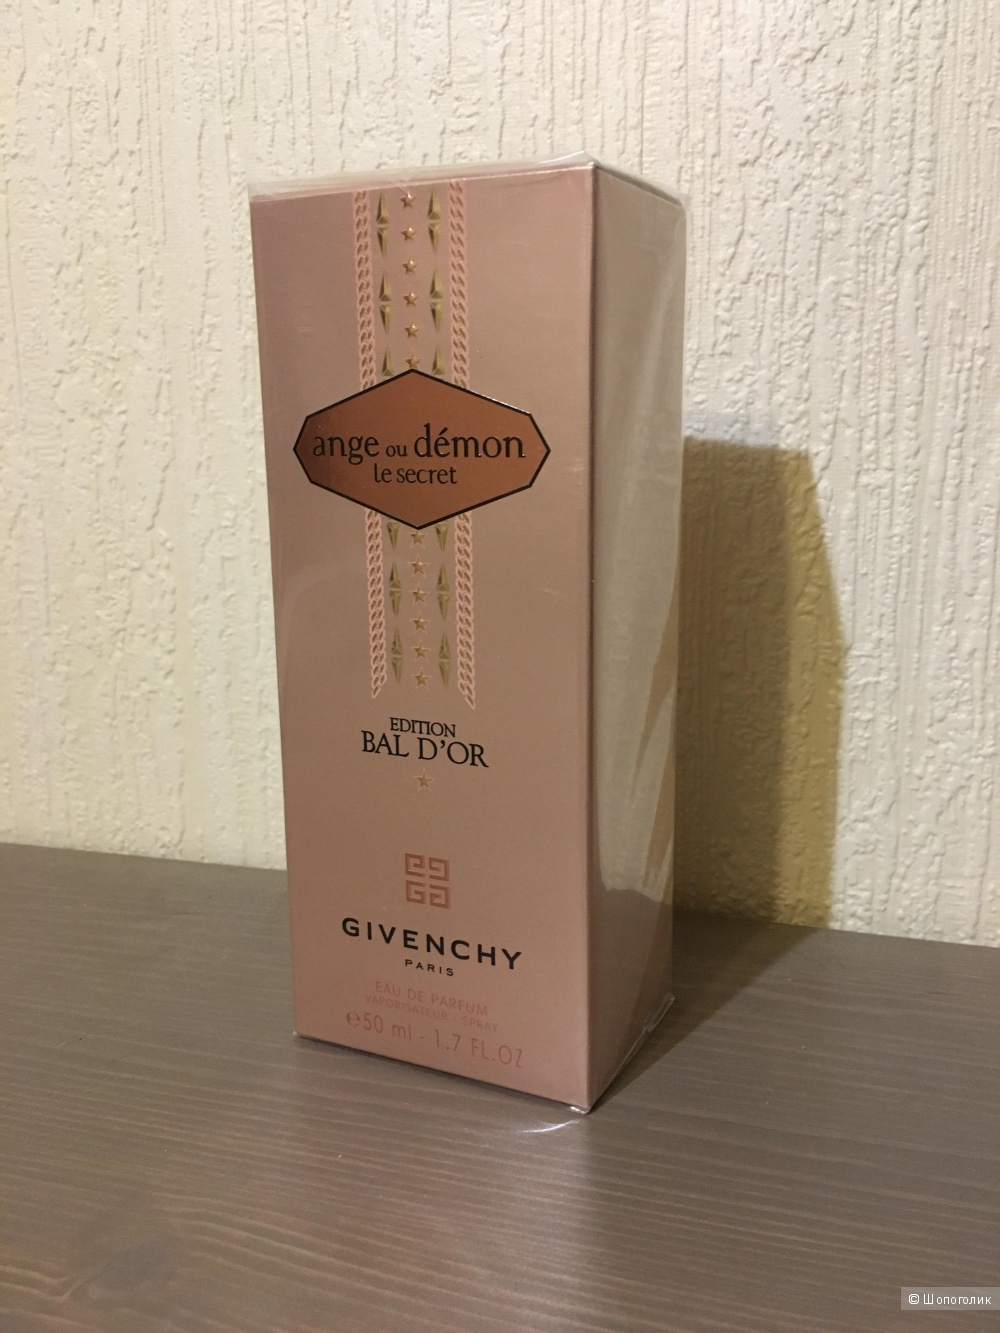 ange ou démon
le secret
EDITION
BAL D'OR
GIVENCHY
PARIS
EAU DE PARFUM
VAPORISATEUR - SPRAY
℮50 ml - 1.7 FL.OZ
© Шопоголик